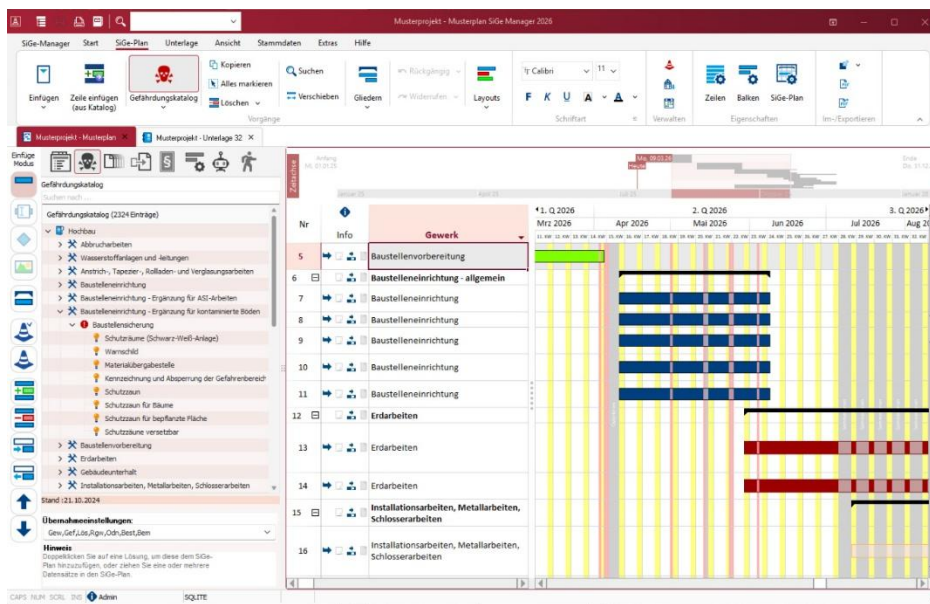 Musterprojekt - Musterplan SiGe Manager 2026
SiGe-Manager Start SiGe-Plan Unterlage Ansicht Stammdaten Extras Hilfe
Einfügen
Zeile einfügen
(aus Katalog)
Gefährdungskatalog
Kopieren
Alles markieren
Löschen
Suchen
Verschieben
Gliedern
Rückgängig
Widerrufen
Layouts
Calibri 11
F K U A A
Verwalten
Zeilen Balken SiGe-Plan
Vorgänge Schriftart Eigenschaften Im-/Exportieren
Musterprojekt - Musterplan × Musterprojekt - Unterlage 32 ×
Einfüge
Modus
Gefährdungskatalog
Suchen nach ...
Gefährdungskatalog (2324 Einträge)
Hochbau
Abbrucharbeiten
Wasserstoffanlagen und -leitungen
Anstrich-, Tapezier-, Rolladen- und Verglasungsarbeiten
Baustelleneinrichtung
Baustelleneinrichtung - Ergänzung für ASI-Arbeiten
Baustelleneinrichtung - Ergänzung für kontaminierte Böden
Baustellensicherung
Schutzräume (Schwarz-Weiß-Anlage)
Warnschild
Materialübergabestelle
Kennzeichnung und Absperrung der Gefahrenbereich
Schutzzaun
Schutzzaun für Bäume
Schutzzaun für bepflanzte Fläche
Schutzzäune versetzbar
Baustellenvorbereitung
Erdarbeiten
Gebäudeunterhalt
Installationsarbeiten, Metallarbeiten, Schlosserarbeiten
Stand :21.10.2024
Übernahmeeinstellungen:
Gew,Gef,Lös,Rgw,Odn,Best,Bem
Hinweis
Doppelklicken Sie auf eine Lösung, um diese dem SiGe-
Plan hinzuzufügen, oder ziehen Sie eine oder mehrere
Datensätze in den SiGe-Plan.
Zeitachse
Anfang
Mo. 09.03.26
Heute
Ende
Nr Info Gewerk
1. Q 2026 2. Q 2026 3. Q 2026
Mrz 2026 Apr 2026 Mai 2026 Jun 2026 Jul 2026 Aug 20
5 Baustellenvorbereitung
6 Baustelleneinrichtung - allgemein
7 Baustelleneinrichtung
8 Baustelleneinrichtung
9 Baustelleneinrichtung
10 Baustelleneinrichtung
11 Baustelleneinrichtung
12 Erdarbeiten
13 Erdarbeiten
14 Erdarbeiten
15 Installationsarbeiten, Metallarbeiten,
Schlosserarbeiten
16 Installationsarbeiten, Metallarbeiten,
Schlosserarbeiten
CAPS NUM SCRL INS Admin SQLITE